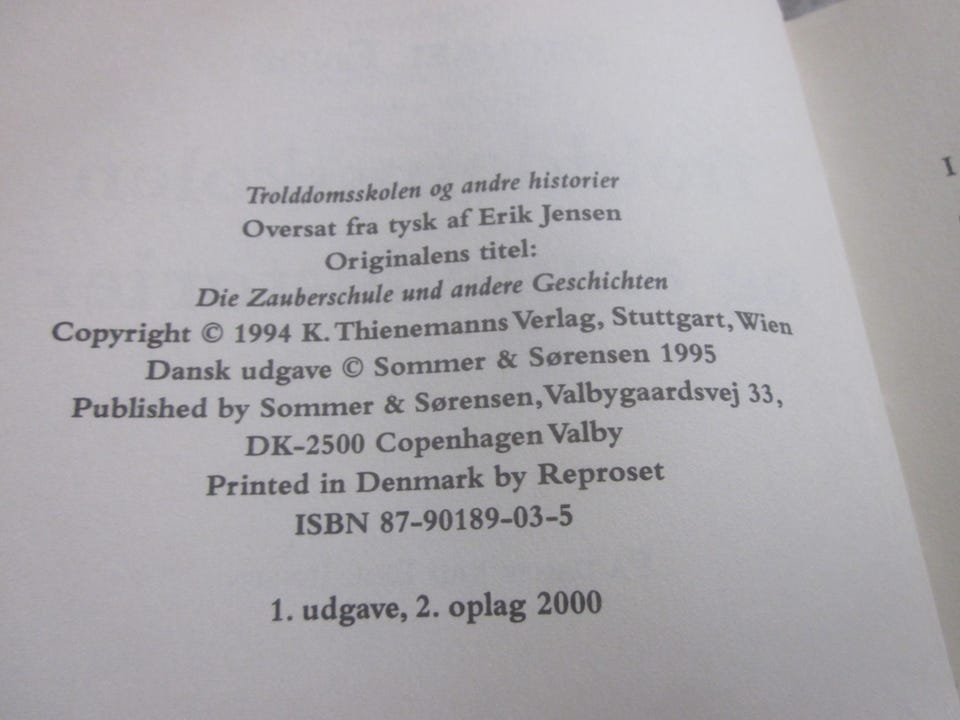 Trolddomsskolen og andre historier
Oversat fra tysk af Erik Jensen
Originalens titel:
Die Zauberschule und andere Geschichten
Copyright © 1994 K. Thienemanns Verlag, Stuttgart, Wien
Dansk udgave © Sommer & Sørensen 1995
Published by Sommer & Sørensen, Valbygaardsvej 33,
DK-2500 Copenhagen Valby
Printed in Denmark by Reproset
ISBN 87-90189-03-5
1. udgave, 2. oplag 2000
I